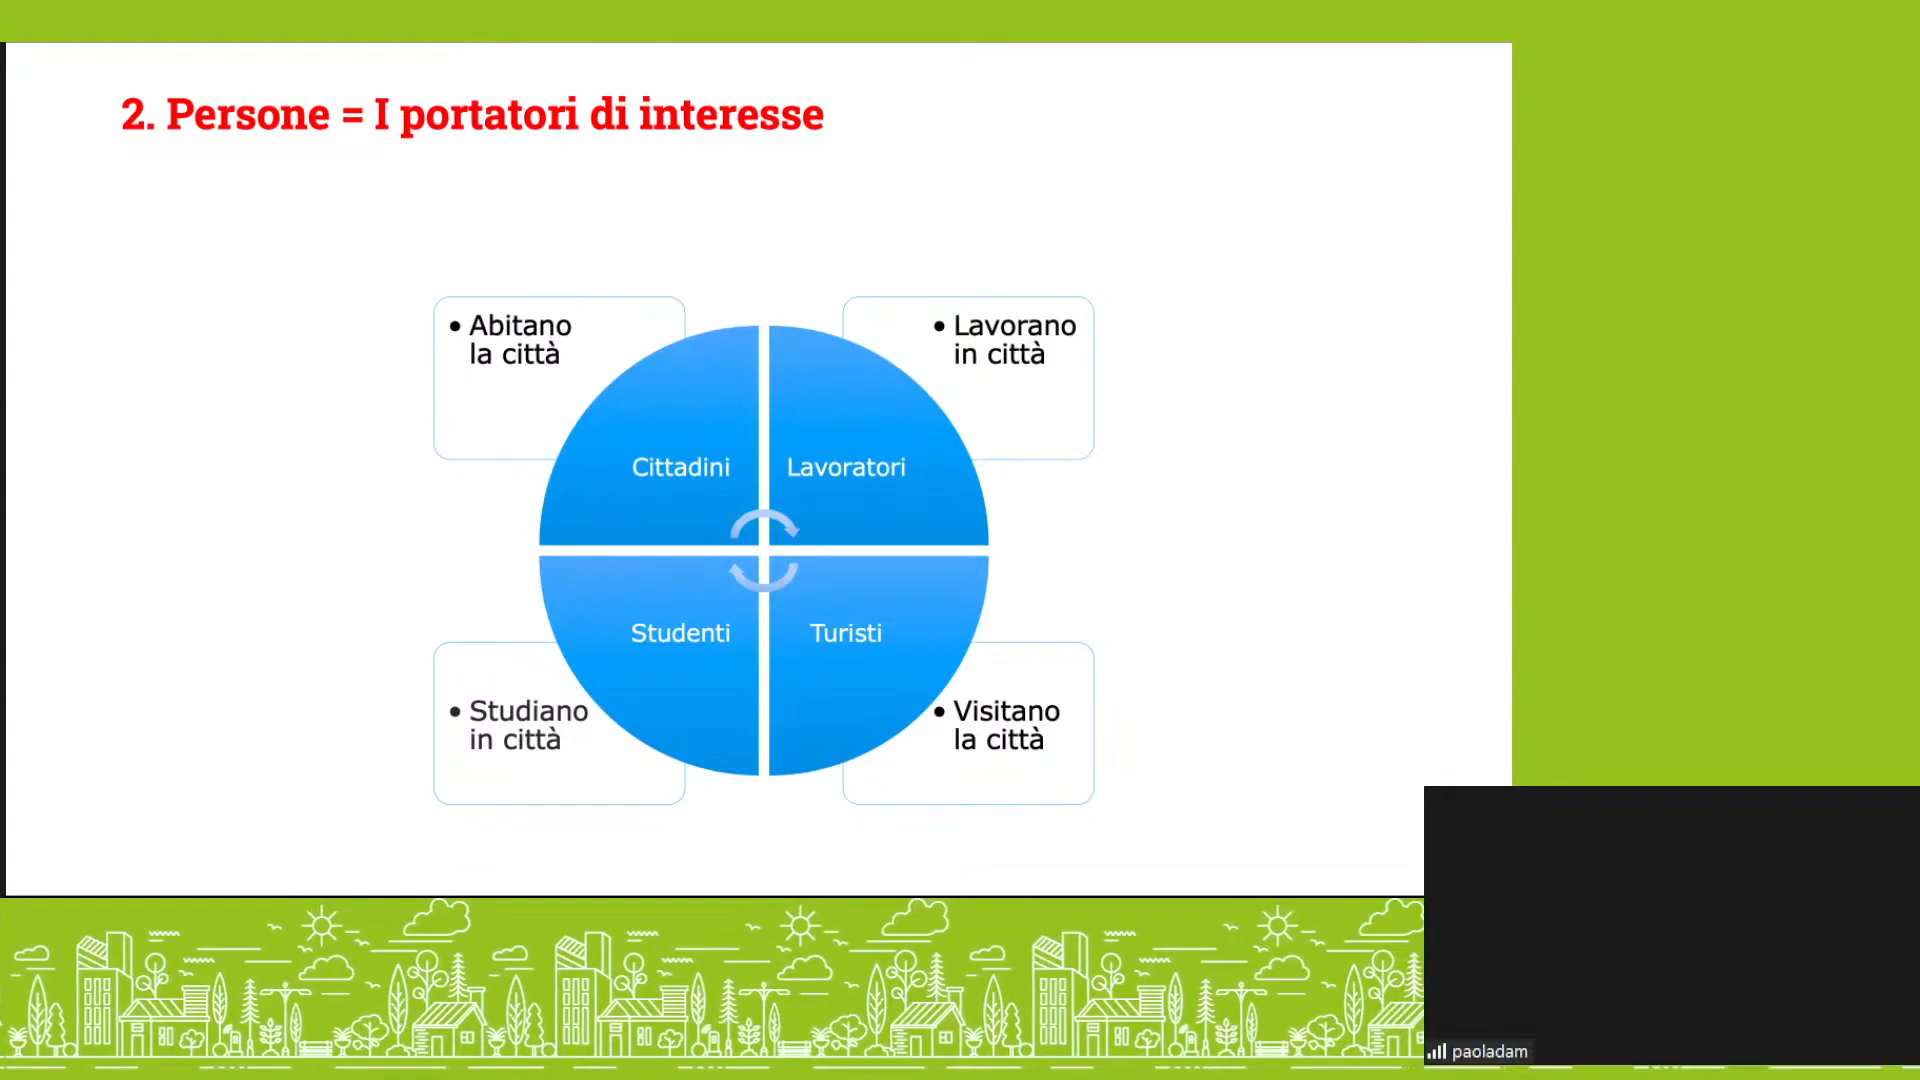 2. Persone = I portatori di interesse
• Abitano
la città
• Lavorano
in città
Cittadini
Lavoratori
Studenti
Turisti
• Studiano
in città
• Visitano
la città
paoladam